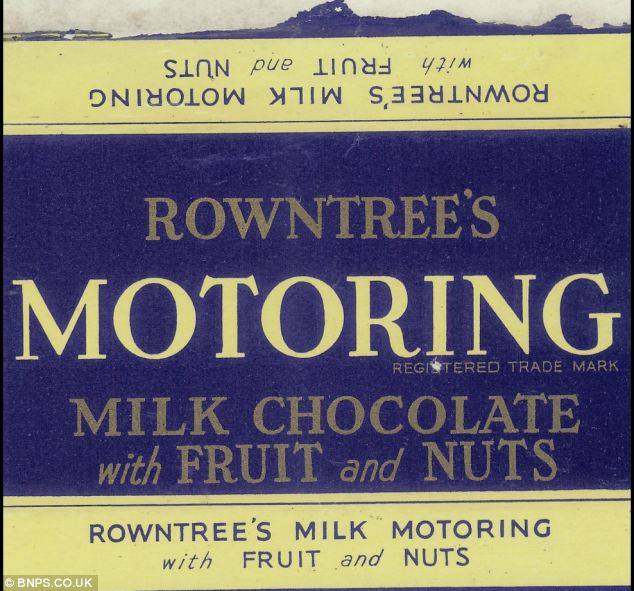 ROWNTREE'S MILK MOTORING
with FRUIT and NUTS
ROWNTREE'S
MOTORING
REGISTERED TRADE MARK
MILK CHOCOLATE
with FRUIT and NUTS
ROWNTREE'S MILK MOTORING
with FRUIT and NUTS
© BNPS.CO.UK